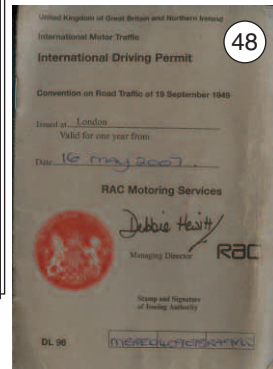 United Kingdom of Great Britain and Northern Ireland
International Motor Traffic
48
International Driving Permit
Convention on Road Traffic of 19 September 1949
Issued at London
Valid for one year from
Date 16 May 2007
RAC Motoring Services
Debbie Hewitt
Managing Director
RAC
Stamp and Signature
of Issuing Authority
DL 96